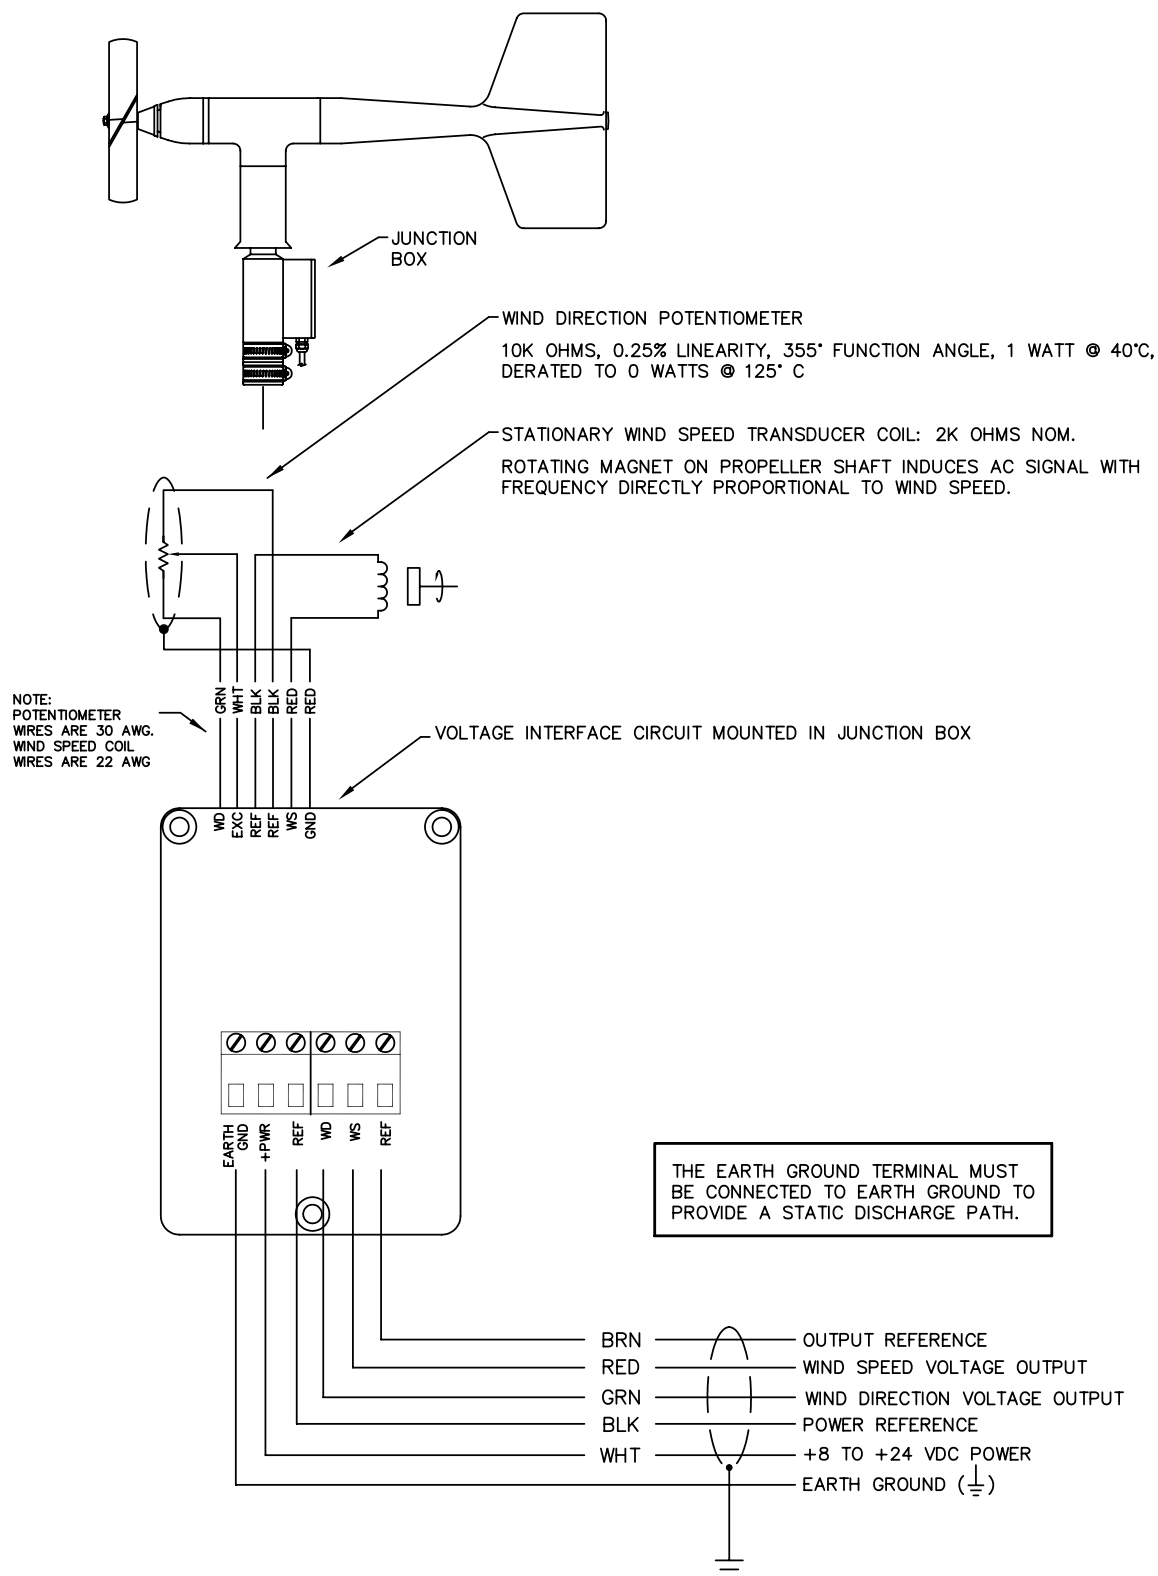 JUNCTION
BOX
WIND DIRECTION POTENTIOMETER
10K OHMS, 0.25% LINEARITY, 355° FUNCTION ANGLE, 1 WATT @ 40°C,
DERATED TO 0 WATTS @ 125° C
STATIONARY WIND SPEED TRANSDUCER COIL: 2K OHMS NOM.
ROTATING MAGNET ON PROPELLER SHAFT INDUCES AC SIGNAL WITH
FREQUENCY DIRECTLY PROPORTIONAL TO WIND SPEED.
GRN
WHT
BLK
BLK
RED
RED
NOTE:
POTENTIOMETER
WIRES ARE 30 AWG.
WIND SPEED COIL
WIRES ARE 22 AWG
VOLTAGE INTERFACE CIRCUIT MOUNTED IN JUNCTION BOX
WD
EXC
REF
REF
WS
GND
EARTH
GND
+PWR
REF
WD
WS
REF
THE EARTH GROUND TERMINAL MUST
BE CONNECTED TO EARTH GROUND TO
PROVIDE A STATIC DISCHARGE PATH.
BRN OUTPUT REFERENCE
RED WIND SPEED VOLTAGE OUTPUT
GRN WIND DIRECTION VOLTAGE OUTPUT
BLK POWER REFERENCE
WHT +8 TO +24 VDC POWER
EARTH GROUND (⏚)